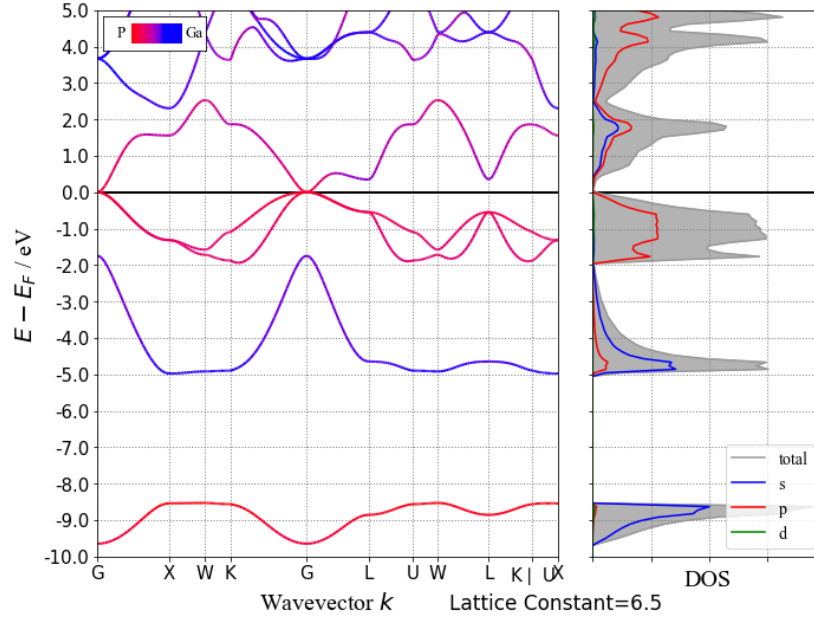 5.0
4.0
3.0
2.0
1.0
0.0
-1.0
-2.0
-3.0
-4.0
-5.0
-6.0
-7.0
-8.0
-9.0
-10.0
E − E_F / eV
P Ga
G X W K G L U W L K | U X
Wavevector k
Lattice Constant=6.5
total
s
p
d
DOS